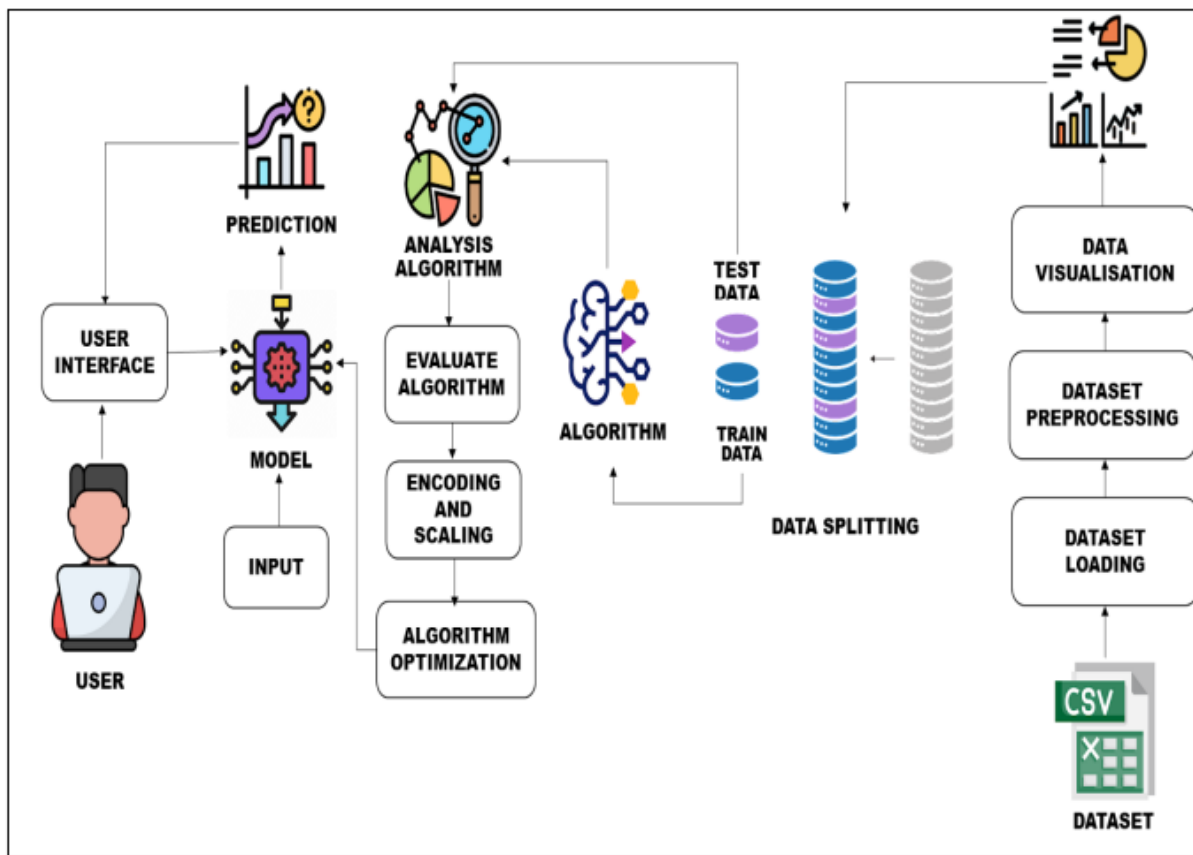 PREDICTION
ANALYSIS
ALGORITHM
USER
INTERFACE
MODEL
INPUT
USER
EVALUATE
ALGORITHM
ENCODING
AND
SCALING
ALGORITHM
OPTIMIZATION
ALGORITHM
TEST
DATA
TRAIN
DATA
DATA SPLITTING
DATA
VISUALISATION
DATASET
PREPROCESSING
DATASET
LOADING
CSV
X
DATASET
?